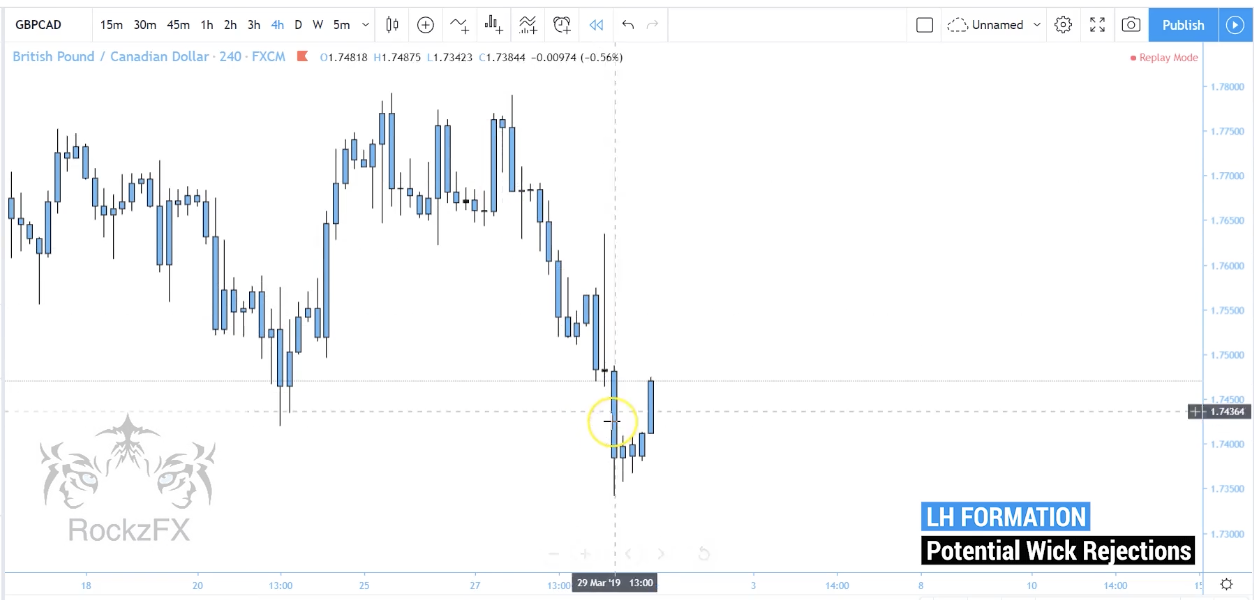 GBPCAD 15m 30m 45m 1h 2h 3h 4h D W 5m Unnamed Publish
British Pound / Canadian Dollar · 240 · FXCM O1.74818 H1.74875 L1.73423 C1.73844 −0.00974 (−0.56%) Replay Mode
1.78000
1.77500
1.77000
1.76500
1.76000
1.75500
1.75000
1.74500
1.74364
1.74000
1.73500
1.73000
RockzFX
LH FORMATION
Potential Wick Rejections
18 20 13:00 25 27 13:00 29 Mar '19 13:00 3 14:00 8 10 14:00 15